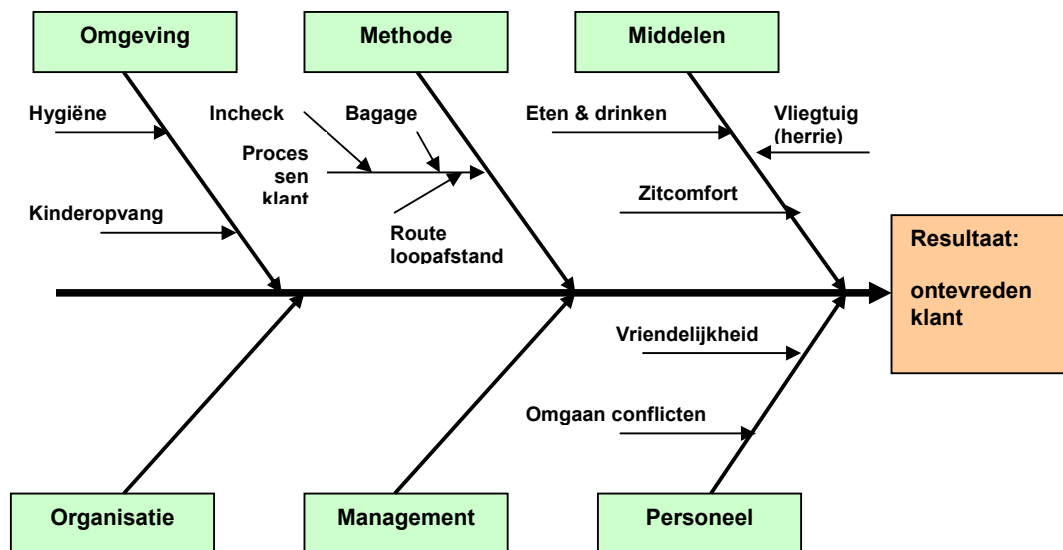 Omgeving
Methode
Middelen
Hygiëne
Incheck
Bagage
Eten & drinken
Vliegtuig
(herrie)
Proces
sen
klant
Zitcomfort
Kinderopvang
Route
loopafstand
Resultaat:
ontevreden
klant
Vriendelijkheid
Omgaan conflicten
Organisatie
Management
Personeel